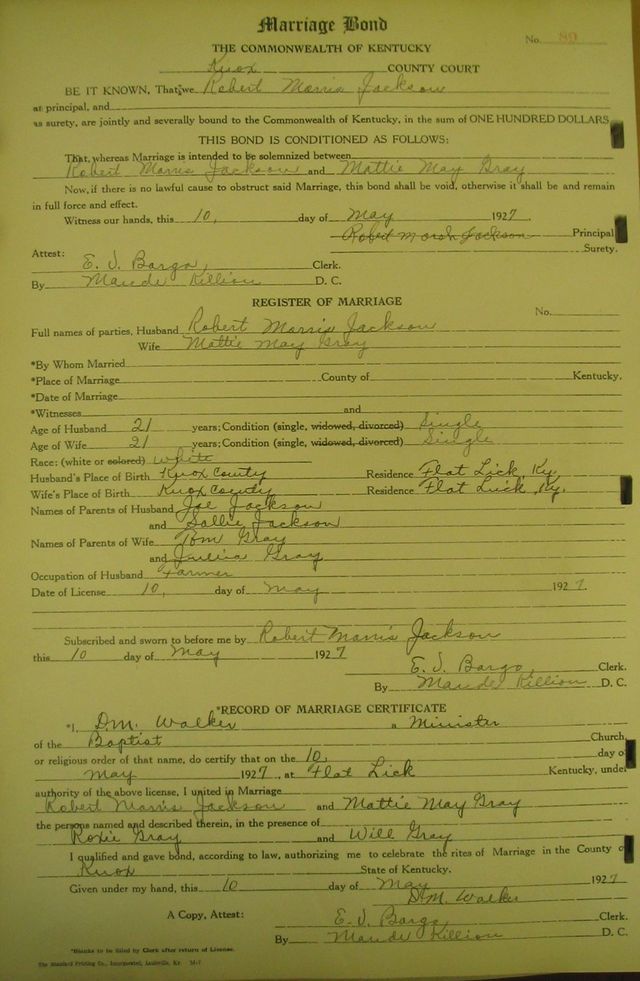 Marriage Bond
No. 89
THE COMMONWEALTH OF KENTUCKY
Knox COUNTY COURT
BE IT KNOWN, That we Robert Morris Jackson
as principal, and
as surety, are jointly and severally bound to the Commonwealth of Kentucky, in the sum of ONE HUNDRED DOLLARS
THIS BOND IS CONDITIONED AS FOLLOWS:
That, whereas Marriage is intended to be solemnized between
Robert Morris Jackson and Mattie May Gray
Now, if there is no lawful cause to obstruct said Marriage, this bond shall be void, otherwise it shall be and remain
in full force and effect.
Witness our hands, this 10, day of May 1927.
Robert Morris Jackson Principal
Surety.
Attest:
E. J. Bargo, Clerk.
By Maude Killion D. C.
REGISTER OF MARRIAGE
No.
Full names of parties, Husband Robert Morris Jackson
Wife Mattie May Gray
*By Whom Married
*Place of Marriage County of Kentucky.
*Date of Marriage
*Witnesses and
Age of Husband 21 years; Condition (single, widowed, divorced) Single
Age of Wife 21 years; Condition (single, widowed, divorced) Single
Race: (white or colored) White
Husband's Place of Birth Knox County Residence Flat Lick, Ky.
Wife's Place of Birth Knox County Residence Flat Lick, Ky.
Names of Parents of Husband Joe Jackson
and Sallie Jackson
Names of Parents of Wife Tom Gray
and Gray
Occupation of Husband Farmer
Date of License 10, day of May 1927.
Subscribed and sworn to before me by Robert Morris Jackson
this 10 day of May 1927
E. J. Bargo, Clerk.
By Maude Killion D. C.
*RECORD OF MARRIAGE CERTIFICATE
*I, D.M. Walker a Minister
of the Baptist Church,
or religious order of that name, do certify that on the 10 day of
May 1927, at Flat Lick Kentucky, under
authority of the above license, I united in Marriage
Robert Morris Jackson and Mattie May Gray
the persons named and described therein, in the presence of
Roxie Gray and Will Gray
I qualified and gave bond, according to law, authorizing me to celebrate the rites of Marriage in the County of
Knox State of Kentucky.
Given under my hand, this 10 day of May 1927
D.M. Walker
A Copy, Attest: E. J. Bargo Clerk.
By Maude Killion D. C.
*Blanks to be filled by Clerk after return of License.
The Standard Printing Co., Incorporated, Louisville, Ky. M-7